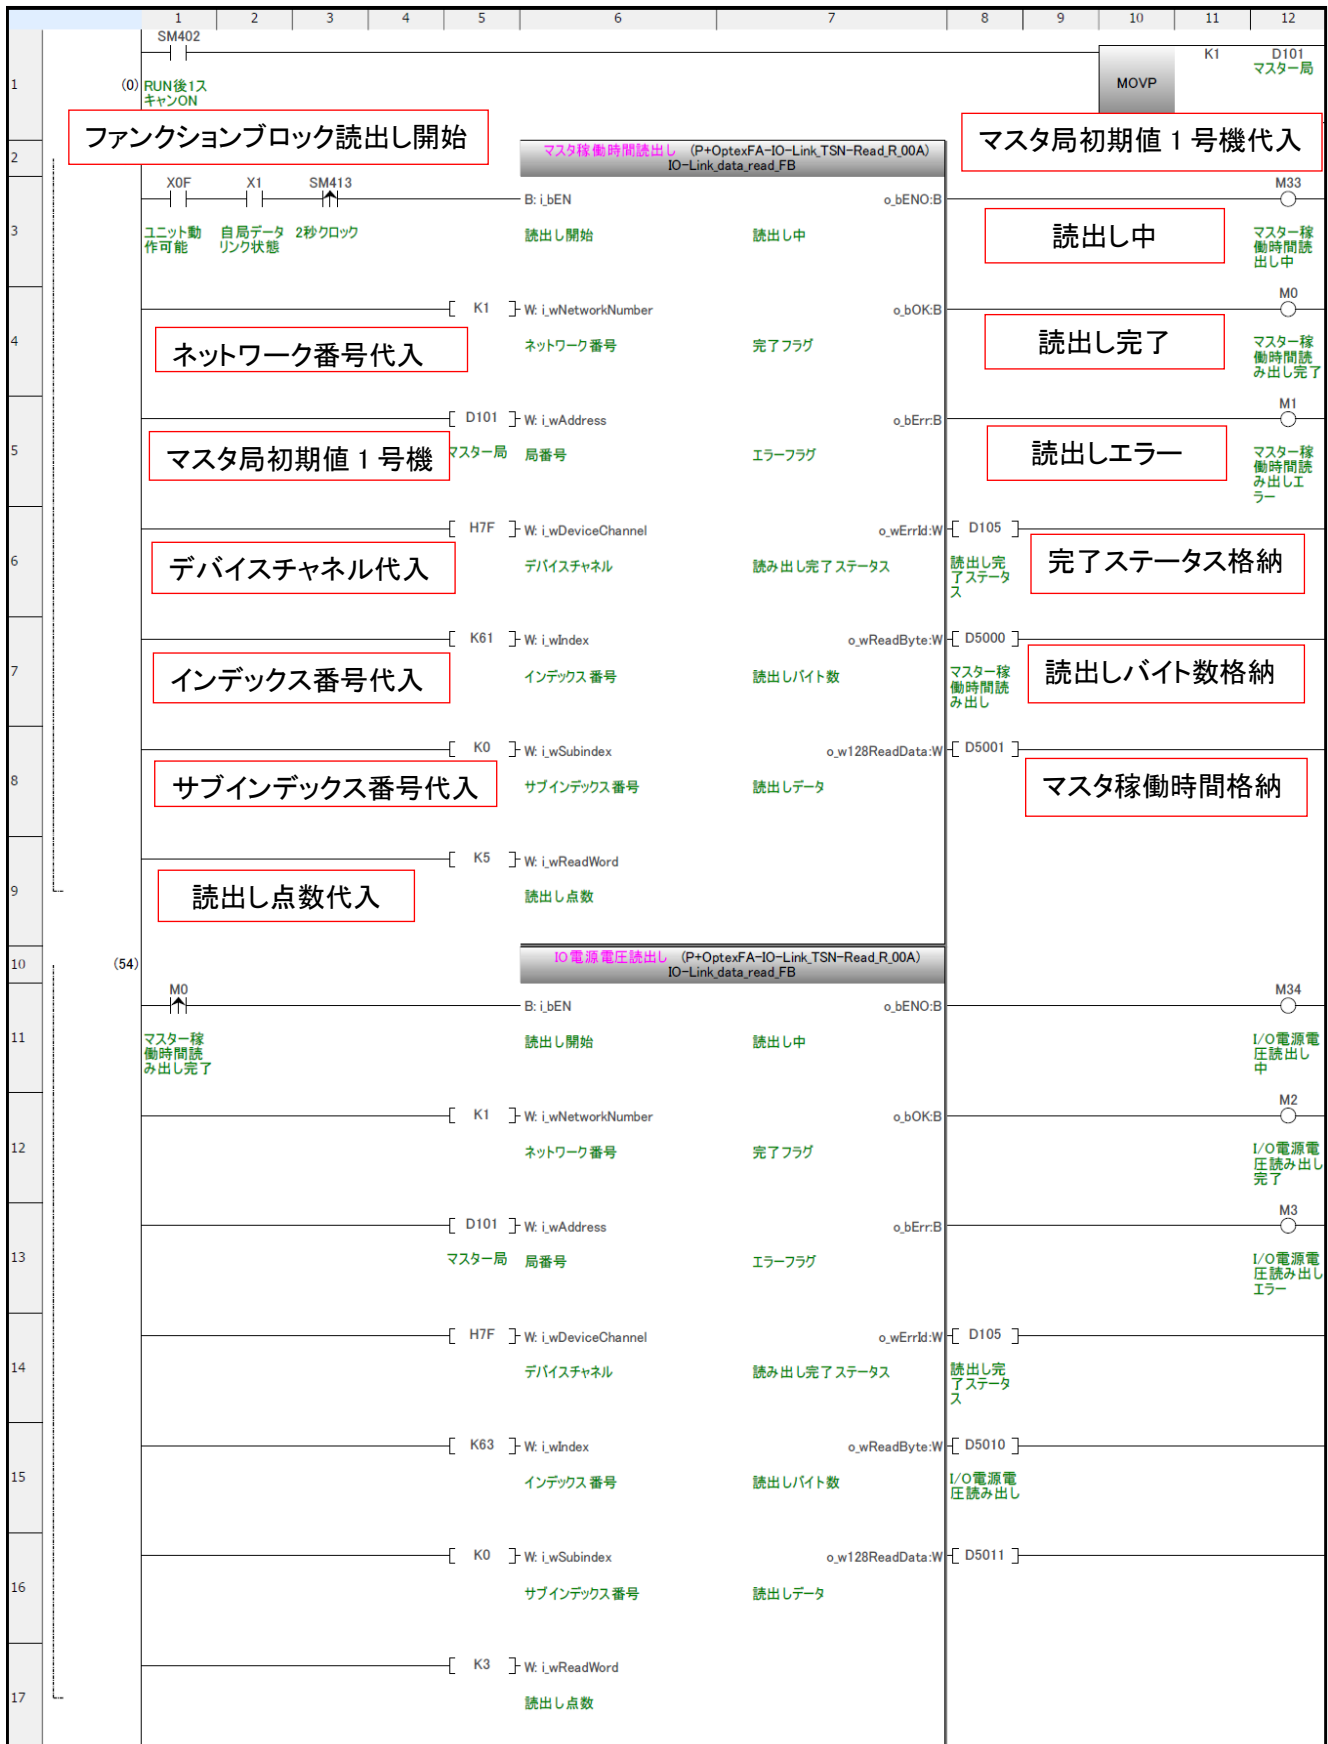 1 2 3 4 5 6 7 8 9 10 11 12
SM402
K1 D101
マスター局
1 (0) RUN後1ス
キャンON
MOVP
ファンクションブロック読出し開始
マスタ局初期値1号機代入
2
マスタ稼働時間読出し (P+OptexFA-IO-Link_TSN-Read_R_00A)
IO-Link_data_read_FB
X0F X1 SM413
M33
B: i_bEN o_bENO:B
3
ユニット動
作可能
自局データ
リンク状態
2秒クロック
読出し開始 読出し中
読出し中
マスター稼
働時間読
出し中
M0
K1 W: i_wNetworkNumber o_bOK:B
4
ネットワーク番号代入
ネットワーク番号 完了フラグ
読出し完了
マスター稼
働時間読
み出し完了
M1
D101 W: i_wAddress o_bErr:B
5
マスタ局初期値1号機
マスター局 局番号 エラーフラグ
読出しエラー
マスター稼
働時間読
み出しエ
ラー
H7F W: i_wDeviceChannel o_wErrId:W D105
6
デバイスチャネル代入
デバイスチャネル 読み出し完了ステータス
読出し完
了ステータ
ス
完了ステータス格納
K61 W: i_wIndex o_wReadByte:W D5000
7
インデックス番号代入
インデックス番号 読出しバイト数
マスター稼
働時間読
み出し
読出しバイト数格納
K0 W: i_wSubindex o_w128ReadData:W D5001
8
サブインデックス番号代入
サブインデックス番号 読出しデータ
マスタ稼働時間格納
K5 W: i_wReadWord
9
読出し点数代入
読出し点数
10 (54)
IO電源電圧読出し (P+OptexFA-IO-Link_TSN-Read_R_00A)
IO-Link_data_read_FB
M0
M34
B: i_bEN o_bENO:B
11
マスター稼
働時間読
み出し完了
読出し開始 読出し中
I/O電源電
圧読出し
中
M2
K1 W: i_wNetworkNumber o_bOK:B
12
ネットワーク番号 完了フラグ
I/O電源電
圧読み出し
完了
M3
D101 W: i_wAddress o_bErr:B
13
マスター局 局番号 エラーフラグ
I/O電源電
圧読み出し
エラー
H7F W: i_wDeviceChannel o_wErrId:W D105
14
デバイスチャネル 読み出し完了ステータス
読出し完
了ステータ
ス
K63 W: i_wIndex o_wReadByte:W D5010
15
インデックス番号 読出しバイト数
I/O電源電
圧読み出し
K0 W: i_wSubindex o_w128ReadData:W D5011
16
サブインデックス番号 読出しデータ
K3 W: i_wReadWord
17
読出し点数